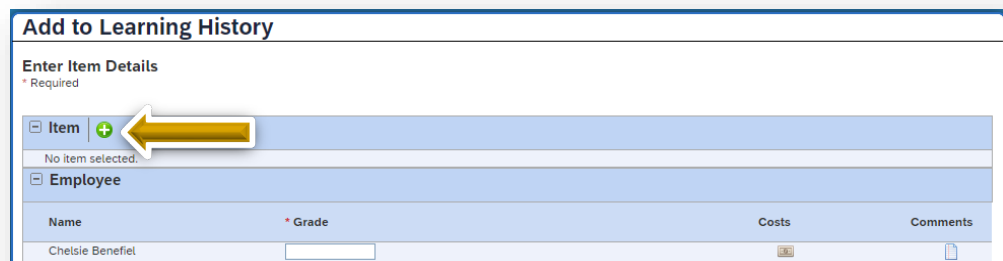 Add to Learning History
Enter Item Details
* Required
Item
No item selected.
Employee
Name * Grade Costs Comments
Chelsie Benefiel